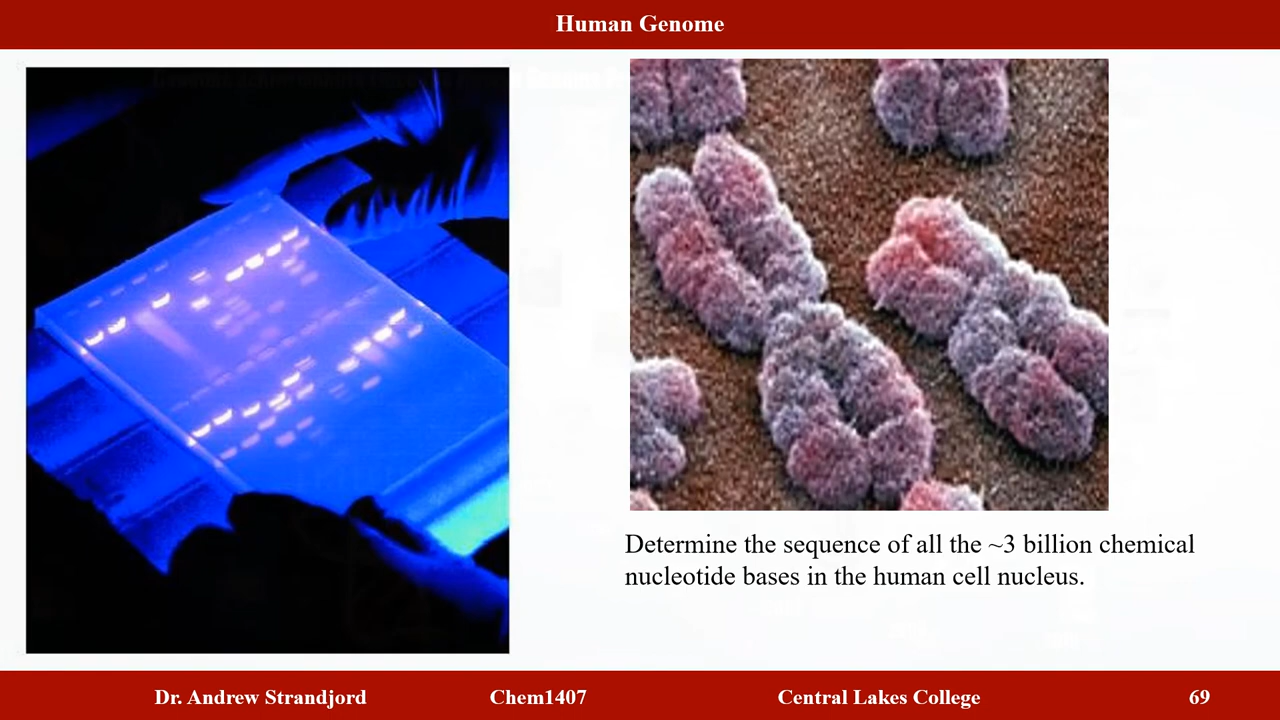 Human Genome
Determine the sequence of all the ~3 billion chemical
nucleotide bases in the human cell nucleus.
Dr. Andrew Strandjord Chem1407 Central Lakes College 69